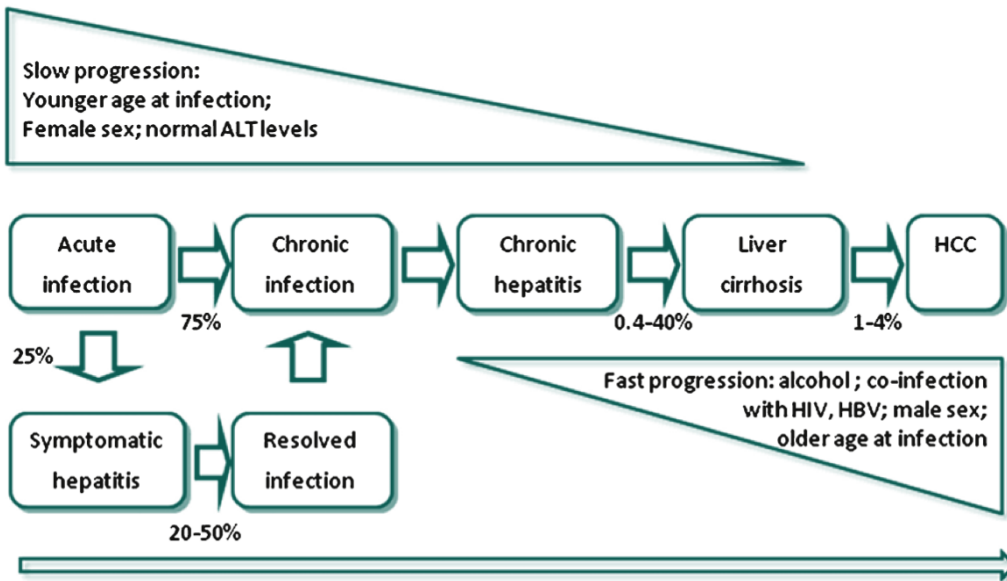 Slow progression:
Younger age at infection;
Female sex; normal ALT levels
Acute
infection
Chronic
infection
Chronic
hepatitis
Liver
cirrhosis
HCC
75%
0.4-40%
1-4%
25%
Fast progression: alcohol ; co-infection
with HIV, HBV; male sex;
older age at infection
Symptomatic
hepatitis
Resolved
infection
20-50%